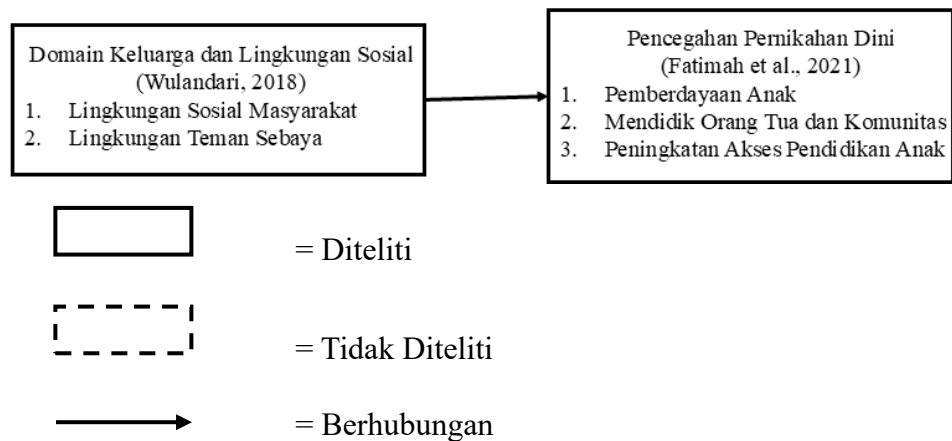 Domain Keluarga dan Lingkungan Sosial
(Wulandari, 2018)
1. Lingkungan Sosial Masyarakat
2. Lingkungan Teman Sebaya
Pencegahan Pernikahan Dini
(Fatimah et al., 2021)
1. Pemberdayaan Anak
2. Mendidik Orang Tua dan Komunitas
3. Peningkatan Akses Pendidikan Anak
= Diteliti
= Tidak Diteliti
= Berhubungan